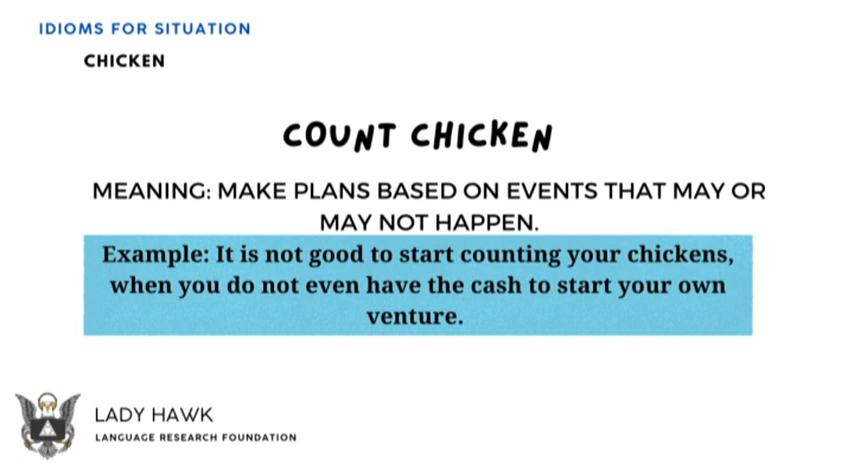 IDIOMS FOR SITUATION
CHICKEN
COUNT CHICKEN
MEANING: MAKE PLANS BASED ON EVENTS THAT MAY OR
MAY NOT HAPPEN.
Example: It is not good to start counting your chickens,
when you do not even have the cash to start your own
venture.
LADY HAWK
LANGUAGE RESEARCH FOUNDATION